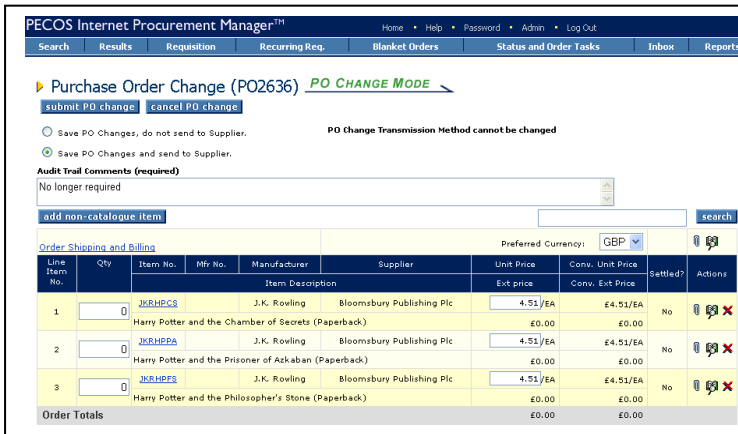 PECOS Internet Procurement Manager™
Home • Help • Password • Admin • Log Out
Search Results Requisition Recurring Req. Blanket Orders Status and Order Tasks Inbox Reports
Purchase Order Change (PO2636) PO CHANGE MODE
submit PO change cancel PO change
Save PO Changes, do not send to Supplier. PO Change Transmission Method cannot be changed
Save PO Changes and send to Supplier.
Audit Trail Comments (required)
No longer required
add non-catalogue item search
Order Shipping and Billing Preferred Currency: GBP
Line Item No. Qty Item No. Mfr No. Manufacturer Supplier Unit Price Conv. Unit Price Settled? Actions
Item Description Ext price Conv. Ext Price
1 0 JKRHPCS J.K. Rowling Bloomsbury Publishing Plc 4.51 /EA £4.51/EA No
Harry Potter and the Chamber of Secrets (Paperback) £0.00 £0.00
2 0 JKRHPPA J.K. Rowling Bloomsbury Publishing Plc 4.51 /EA £4.51/EA No
Harry Potter and the Prisoner of Azkaban (Paperback) £0.00 £0.00
3 0 JKRHPFS J.K. Rowling Bloomsbury Publishing Plc 4.51 /EA £4.51/EA No
Harry Potter and the Philosopher's Stone (Paperback) £0.00 £0.00
Order Totals £0.00 £0.00